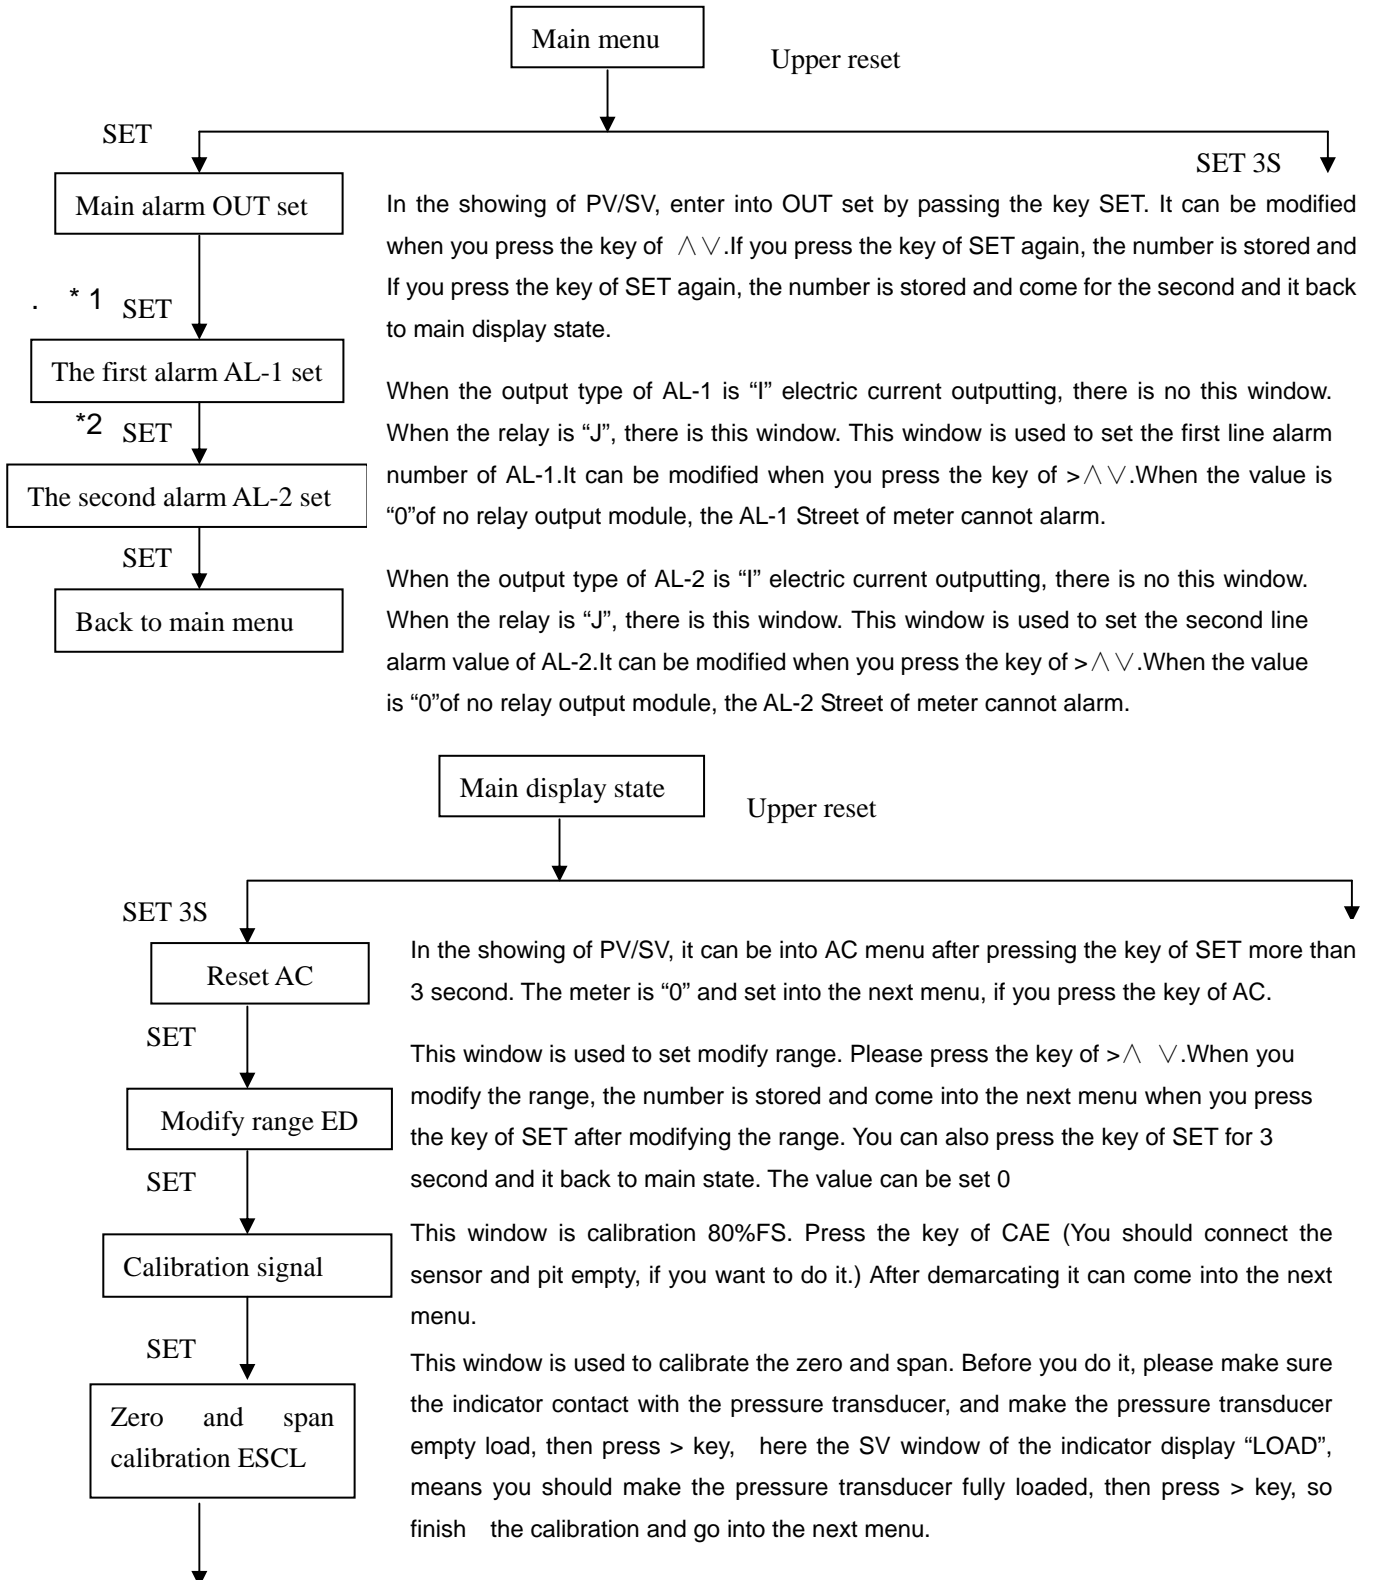 Main menu
Upper reset
SET
SET 3S
Main alarm OUT set
In the showing of PV/SV, enter into OUT set by passing the key SET. It can be modified
when you press the key of ∧∨.If you press the key of SET again, the number is stored and
If you press the key of SET again, the number is stored and come for the second and it back
to main display state.
. * 1 SET
The first alarm AL-1 set
When the output type of AL-1 is “I” electric current outputting, there is no this window.
When the relay is “J”, there is this window. This window is used to set the first line alarm
number of AL-1.It can be modified when you press the key of >∧∨.When the value is
“0”of no relay output module, the AL-1 Street of meter cannot alarm.
*2 SET
The second alarm AL-2 set
SET
Back to main menu
When the output type of AL-2 is “I” electric current outputting, there is no this window.
When the relay is “J”, there is this window. This window is used to set the second line
alarm value of AL-2.It can be modified when you press the key of >∧∨.When the value
is “0”of no relay output module, the AL-2 Street of meter cannot alarm.
Main display state
Upper reset
SET 3S
Reset AC
In the showing of PV/SV, it can be into AC menu after pressing the key of SET more than
3 second. The meter is “0” and set into the next menu, if you press the key of AC.
SET
Modify range ED
This window is used to set modify range. Please press the key of >∧ ∨.When you
modify the range, the number is stored and come into the next menu when you press
the key of SET after modifying the range. You can also press the key of SET for 3
second and it back to main state. The value can be set 0
SET
Calibration signal
This window is calibration 80%FS. Press the key of CAE (You should connect the
sensor and pit empty, if you want to do it.) After demarcating it can come into the next
menu.
SET
Zero and span
calibration ESCL
This window is used to calibrate the zero and span. Before you do it, please make sure
the indicator contact with the pressure transducer, and make the pressure transducer
empty load, then press > key, here the SV window of the indicator display “LOAD”,
means you should make the pressure transducer fully loaded, then press > key, so
finish the calibration and go into the next menu.